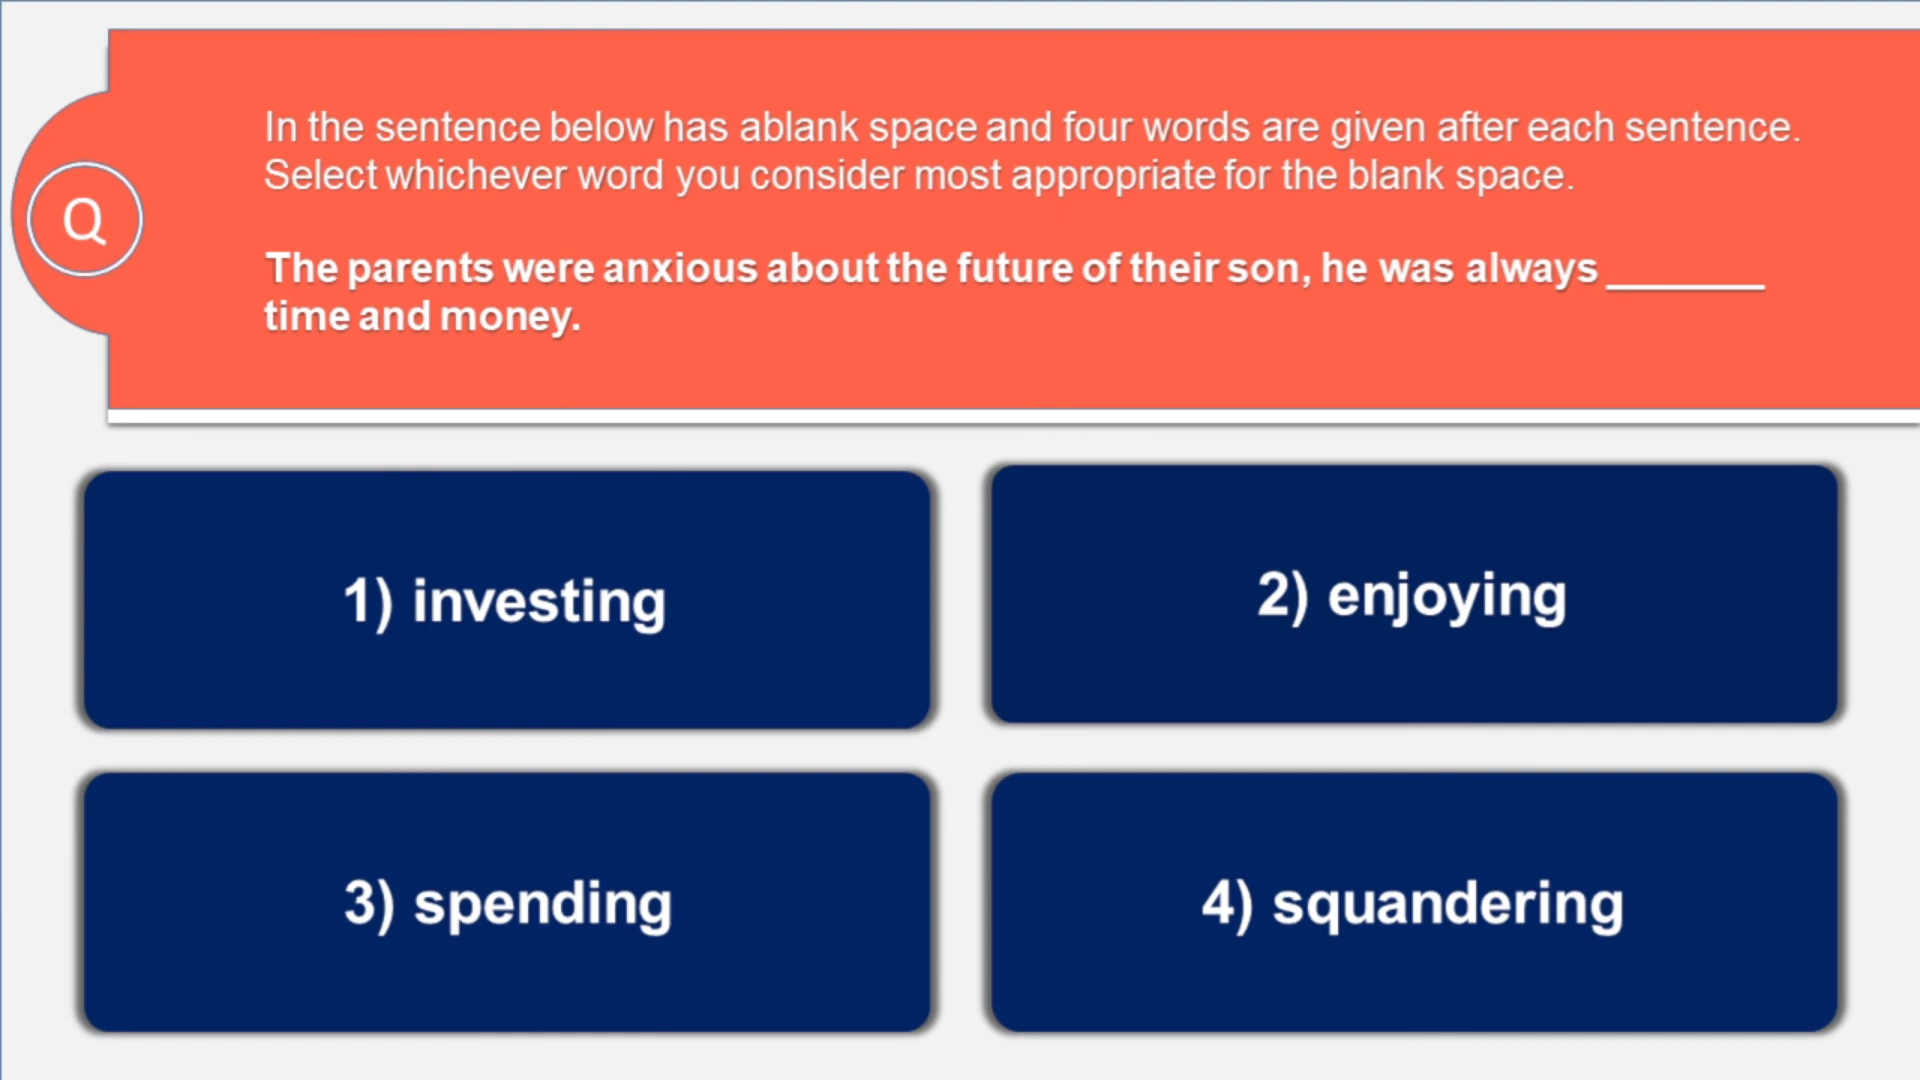 Q
In the sentence below has ablank space and four words are given after each sentence.
Select whichever word you consider most appropriate for the blank space.
The parents were anxious about the future of their son, he was always _______
time and money.
1) investing
2) enjoying
3) spending
4) squandering